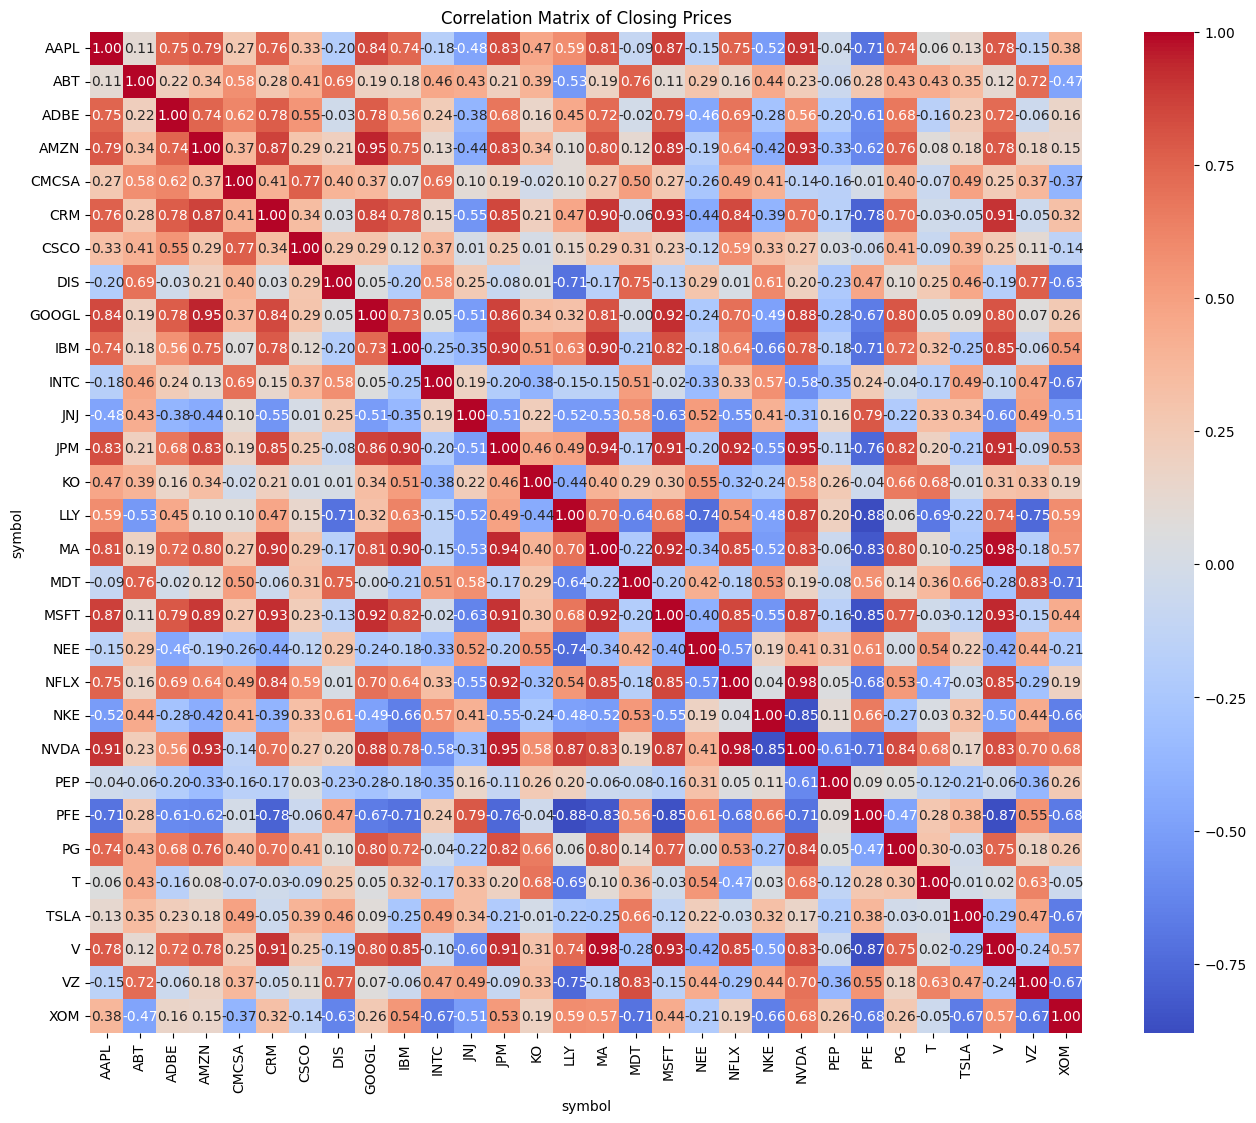 Correlation Matrix of Closing Prices
AAPL 1.00 0.11 0.75 0.79 0.27 0.76 0.33 -0.20 0.84 0.74 -0.18 -0.48 0.83 0.47 0.59 0.81 -0.09 0.87 -0.15 0.75 -0.52 0.91 -0.04 -0.71 0.74 0.06 0.13 0.78 -0.15 0.38
ABT -0.11 1.00 0.22 0.34 0.58 0.28 0.41 0.69 0.19 0.18 0.46 0.43 0.21 0.39 -0.53 0.19 0.76 0.11 0.29 0.16 0.44 0.23 -0.06 0.28 0.43 0.43 0.35 0.12 0.72 -0.47
ADBE 0.75 0.22 1.00 0.74 0.62 0.78 0.55 -0.03 0.78 0.56 0.24 -0.38 0.68 0.16 0.45 0.72 -0.02 0.79 -0.46 0.69 -0.28 0.56 -0.20 -0.61 0.68 -0.16 0.23 0.72 -0.06 0.16
AMZN 0.79 0.34 0.74 1.00 0.37 0.87 0.29 0.21 0.95 0.75 0.13 -0.44 0.83 0.34 0.10 0.80 0.12 0.89 -0.19 0.64 -0.42 0.93 -0.33 -0.62 0.76 0.08 0.18 0.78 0.18 0.15
CMCSA 0.27 0.58 0.62 0.37 1.00 0.41 0.77 0.40 0.37 0.07 0.69 0.10 0.19 -0.02 0.10 0.27 0.50 0.27 -0.26 0.49 0.41 -0.14 -0.16 -0.01 0.40 -0.07 0.49 0.25 0.37 -0.37
CRM 0.76 0.28 0.78 0.87 0.41 1.00 0.34 0.03 0.84 0.78 0.15 -0.55 0.85 0.21 0.47 0.90 -0.06 0.93 -0.44 0.84 -0.39 0.70 -0.17 -0.78 0.70 -0.03 -0.05 0.91 -0.05 0.32
CSCO 0.33 0.41 0.55 0.29 0.77 0.34 1.00 0.29 0.29 0.12 0.37 0.01 0.25 0.01 0.15 0.29 0.31 0.23 -0.12 0.59 0.33 0.27 0.03 -0.06 0.41 -0.09 0.39 0.25 0.11 -0.14
DIS -0.20 0.69 -0.03 0.21 0.40 0.03 0.29 1.00 0.05 -0.20 0.58 0.25 -0.08 0.01 -0.71 -0.17 0.75 -0.13 0.29 0.01 0.61 0.20 -0.23 0.47 0.10 0.25 0.46 -0.19 0.77 -0.63
GOOGL 0.84 0.19 0.78 0.95 0.37 0.84 0.29 0.05 1.00 0.73 0.05 -0.51 0.86 0.34 0.32 0.81 -0.00 0.92 -0.24 0.70 -0.49 0.88 -0.28 -0.67 0.80 0.05 0.09 0.80 0.07 0.26
IBM 0.74 0.18 0.56 0.75 0.07 0.78 0.12 -0.20 0.73 1.00 -0.25 -0.35 0.90 0.51 0.63 0.90 -0.21 0.82 -0.18 0.64 -0.66 0.78 -0.18 -0.71 0.72 0.32 -0.25 0.85 -0.06 0.54
INTC -0.18 0.46 0.24 0.13 0.69 0.15 0.37 0.58 0.05 -0.25 1.00 0.19 -0.20 -0.38 -0.15 -0.15 0.51 -0.02 -0.33 0.33 0.57 -0.58 -0.35 0.24 -0.04 -0.17 0.49 -0.10 0.47 -0.67
JNJ -0.48 0.43 -0.38 -0.44 0.10 -0.55 0.01 0.25 -0.51 -0.35 0.19 1.00 -0.51 0.22 -0.52 -0.53 0.58 -0.63 0.52 -0.55 0.41 -0.31 0.16 0.79 -0.22 0.33 0.34 -0.60 0.49 -0.51
JPM 0.83 0.21 0.68 0.83 0.19 0.85 0.25 -0.08 0.86 0.90 -0.20 -0.51 1.00 0.46 0.49 0.94 -0.17 0.91 -0.20 0.92 -0.55 0.95 -0.11 -0.76 0.82 0.20 -0.21 0.91 -0.09 0.53
KO 0.47 0.39 0.16 0.34 -0.02 0.21 0.01 0.01 0.34 0.51 -0.38 0.22 0.46 1.00 -0.44 0.40 0.29 0.30 0.55 -0.32 -0.24 0.58 0.26 -0.04 0.66 0.68 -0.01 0.31 0.33 0.19
LLY 0.59 -0.53 0.45 0.10 0.10 0.47 0.15 -0.71 0.32 0.63 -0.15 -0.52 0.49 -0.44 1.00 0.70 -0.64 0.68 -0.74 0.54 -0.48 0.87 0.20 -0.88 0.06 -0.69 -0.22 0.74 -0.75 0.59
MA 0.81 0.19 0.72 0.80 0.27 0.90 0.29 -0.17 0.81 0.90 -0.15 -0.53 0.94 0.40 0.70 1.00 -0.22 0.92 -0.34 0.85 -0.52 0.83 -0.06 -0.83 0.80 0.10 -0.25 0.98 -0.18 0.57
MDT -0.09 0.76 -0.02 0.12 0.50 -0.06 0.31 0.75 -0.00 -0.21 0.51 0.58 -0.17 0.29 -0.64 -0.22 1.00 -0.20 0.42 -0.18 0.53 0.19 -0.08 0.56 0.14 0.36 0.66 -0.28 0.83 -0.71
MSFT 0.87 0.11 0.79 0.89 0.27 0.93 0.23 -0.13 0.92 0.82 -0.02 -0.63 0.91 0.30 0.68 0.92 -0.20 1.00 -0.40 0.85 -0.55 0.87 -0.16 -0.85 0.77 -0.03 -0.12 0.93 -0.15 0.44
NEE -0.15 0.29 -0.46 -0.19 -0.26 -0.44 -0.12 0.29 -0.24 -0.18 -0.33 0.52 -0.20 0.55 -0.74 -0.34 0.42 -0.40 1.00 -0.57 0.19 0.41 0.31 0.61 0.00 0.54 0.22 -0.42 0.44 -0.21
NFLX 0.75 0.16 0.69 0.64 0.49 0.84 0.59 0.01 0.70 0.64 0.33 -0.55 0.92 -0.32 0.54 0.85 -0.18 0.85 -0.57 1.00 0.04 0.98 0.05 -0.68 0.53 -0.47 -0.03 0.85 -0.29 0.19
NKE -0.52 0.44 -0.28 -0.42 0.41 -0.39 0.33 0.61 -0.49 -0.66 0.57 0.41 -0.55 -0.24 -0.48 -0.52 0.53 -0.55 0.19 0.04 1.00 -0.85 0.11 0.66 -0.27 0.03 0.32 -0.50 0.44 -0.66
NVDA 0.91 0.23 0.56 0.93 -0.14 0.70 0.27 0.20 0.88 0.78 -0.58 -0.31 0.95 0.58 0.87 0.83 0.19 0.87 0.41 0.98 -0.85 1.00 -0.61 -0.71 0.84 0.68 0.17 0.83 0.70 0.68
PEP -0.04 -0.06 -0.20 -0.33 -0.16 -0.17 0.03 -0.23 -0.28 -0.18 -0.35 0.16 -0.11 0.26 0.20 -0.06 -0.08 -0.16 0.31 0.05 0.11 -0.61 1.00 0.09 0.05 -0.12 -0.21 -0.06 -0.36 0.26
PFE -0.71 0.28 -0.61 -0.62 -0.01 -0.78 -0.06 0.47 -0.67 -0.71 0.24 0.79 -0.76 -0.04 -0.88 -0.83 0.56 -0.85 0.61 -0.68 0.66 -0.71 0.09 1.00 -0.47 0.28 0.38 -0.87 0.55 -0.68
PG 0.74 0.43 0.68 0.76 0.40 0.70 0.41 0.10 0.80 0.72 -0.04 -0.22 0.82 0.66 0.06 0.80 0.14 0.77 0.00 0.53 -0.27 0.84 0.05 -0.47 1.00 0.30 -0.03 0.75 0.18 0.26
T 0.06 0.43 -0.16 0.08 -0.07 -0.03 -0.09 0.25 0.05 0.32 -0.17 0.33 0.20 0.68 -0.69 0.10 0.36 -0.03 0.54 -0.47 0.03 0.68 -0.12 0.28 0.30 1.00 -0.01 0.02 0.63 -0.05
TSLA 0.13 0.35 0.23 0.18 0.49 -0.05 0.39 0.46 0.09 -0.25 0.49 0.34 -0.21 -0.01 -0.22 -0.25 0.66 -0.12 0.22 -0.03 0.32 0.17 -0.21 0.38 -0.03 -0.01 1.00 -0.29 0.47 -0.67
V 0.78 0.12 0.72 0.78 0.25 0.91 0.25 -0.19 0.80 0.85 -0.10 -0.60 0.91 0.31 0.74 0.98 -0.28 0.93 -0.42 0.85 -0.50 0.83 -0.06 -0.87 0.75 0.02 -0.29 1.00 -0.24 0.57
VZ -0.15 0.72 -0.06 0.18 0.37 -0.05 0.11 0.77 0.07 -0.06 0.47 0.49 -0.09 0.33 -0.75 -0.18 0.83 -0.15 0.44 -0.29 0.44 0.70 -0.36 0.55 0.18 0.63 0.47 -0.24 1.00 -0.67
XOM 0.38 -0.47 0.16 0.15 -0.37 0.32 -0.14 -0.63 0.26 0.54 -0.67 -0.51 0.53 0.19 0.59 0.57 -0.71 0.44 -0.21 0.19 -0.66 0.68 0.26 -0.68 0.26 -0.05 -0.67 0.57 -0.67 1.00
AAPL ABT ADBE AMZN CMCSA CRM CSCO DIS GOOGL IBM INTC JNJ JPM KO LLY MA MDT MSFT NEE NFLX NKE NVDA PEP PFE PG T TSLA V VZ XOM
symbol
symbol
1.00
0.75
0.50
0.25
0.00
−0.25
−0.50
−0.75